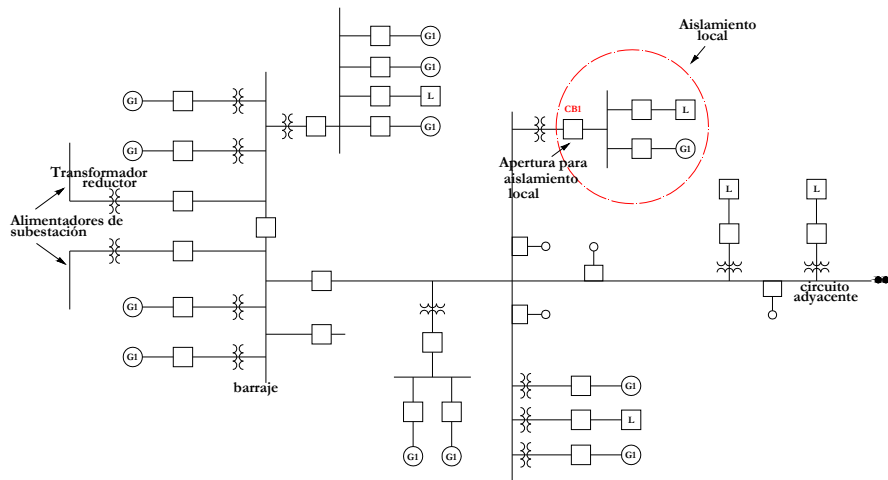 Aislamiento
local
G1
G1
L
G1
CB1
L
G1
Apertura para
aislamiento
local
G1
G1
Transformador
reductor
Alimentadores de
subestación
L
L
circuito
adyacente
G1
G1
barraje
G1
G1
G1
L
G1